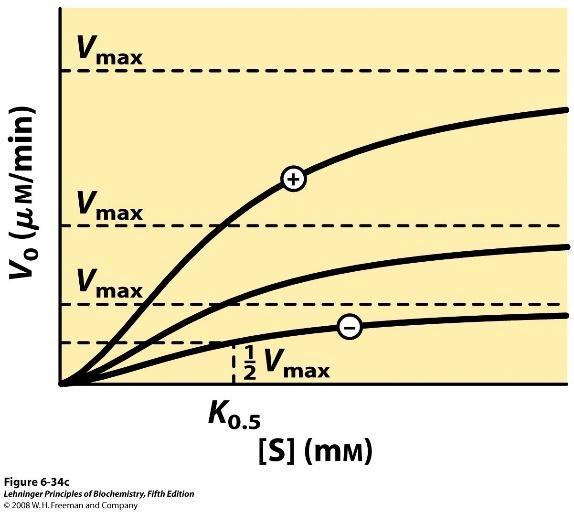 Vmax
+
Vmax
Vmax
−
½ Vmax
V0 (μM/min)
K0.5
[S] (mM)
Figure 6-34c
Lehninger Principles of Biochemistry, Fifth Edition
© 2008 W. H. Freeman and Company